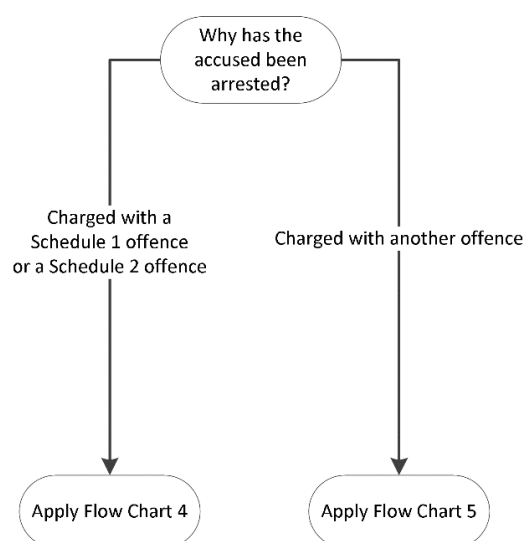 Why has the
accused been
arrested?
Charged with a
Schedule 1 offence
or a Schedule 2 offence
Charged with another offence
Apply Flow Chart 4
Apply Flow Chart 5